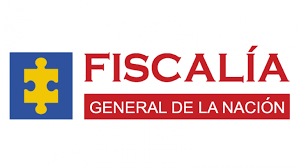 FISCALÍA
GENERAL DE LA NACIÓN